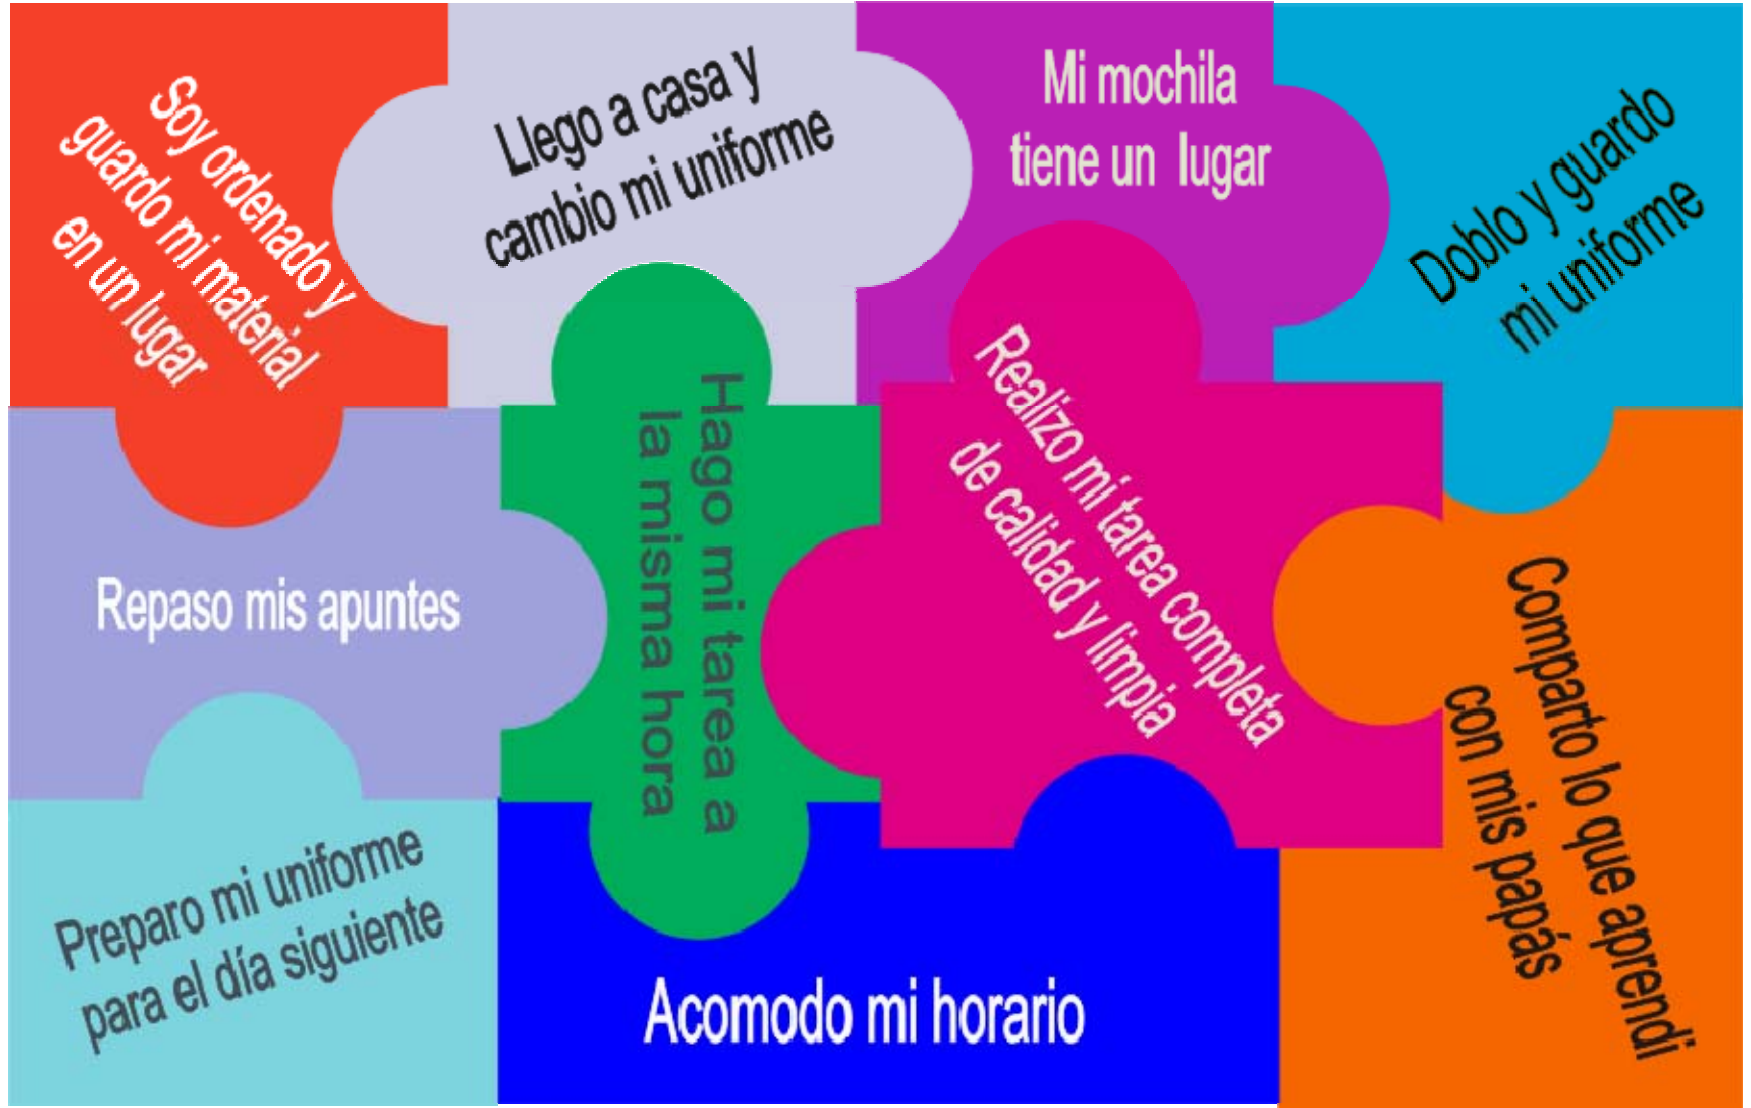 Soy ordenado y
guardo mi material
en un lugar
Llego a casa y
cambio mi uniforme
Mi mochila
tiene un lugar
Doblo y guardo
mi uniforme
Repaso mis apuntes
Hago mi tarea a
la misma hora
Realizo mi tarea completa
de calidad y limpia
Comparto lo que aprendí
con mis papás
Preparo mi uniforme
para el día siguiente
Acomodo mi horario